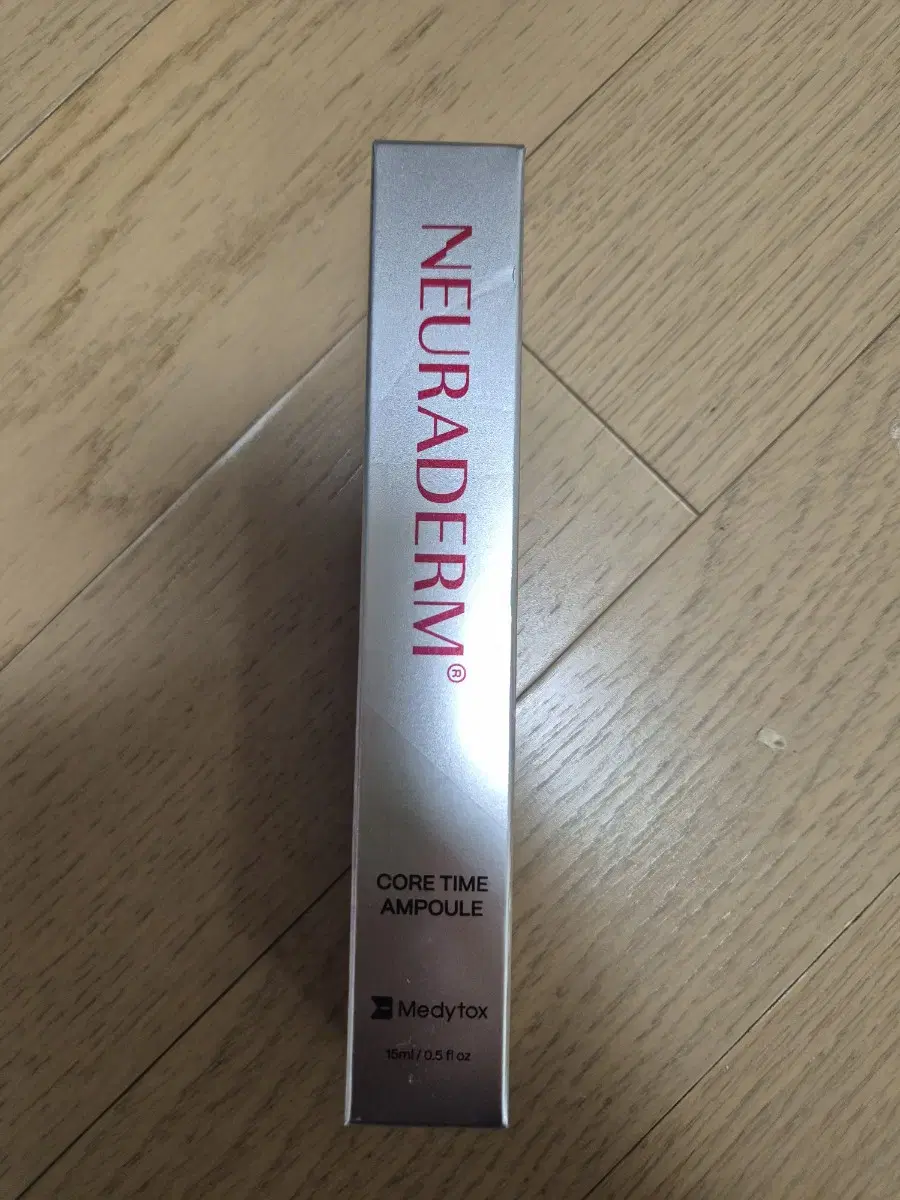 NEURADERM®
CORE TIME
AMPOULE
Medytox
15ml / 0.5 fl oz